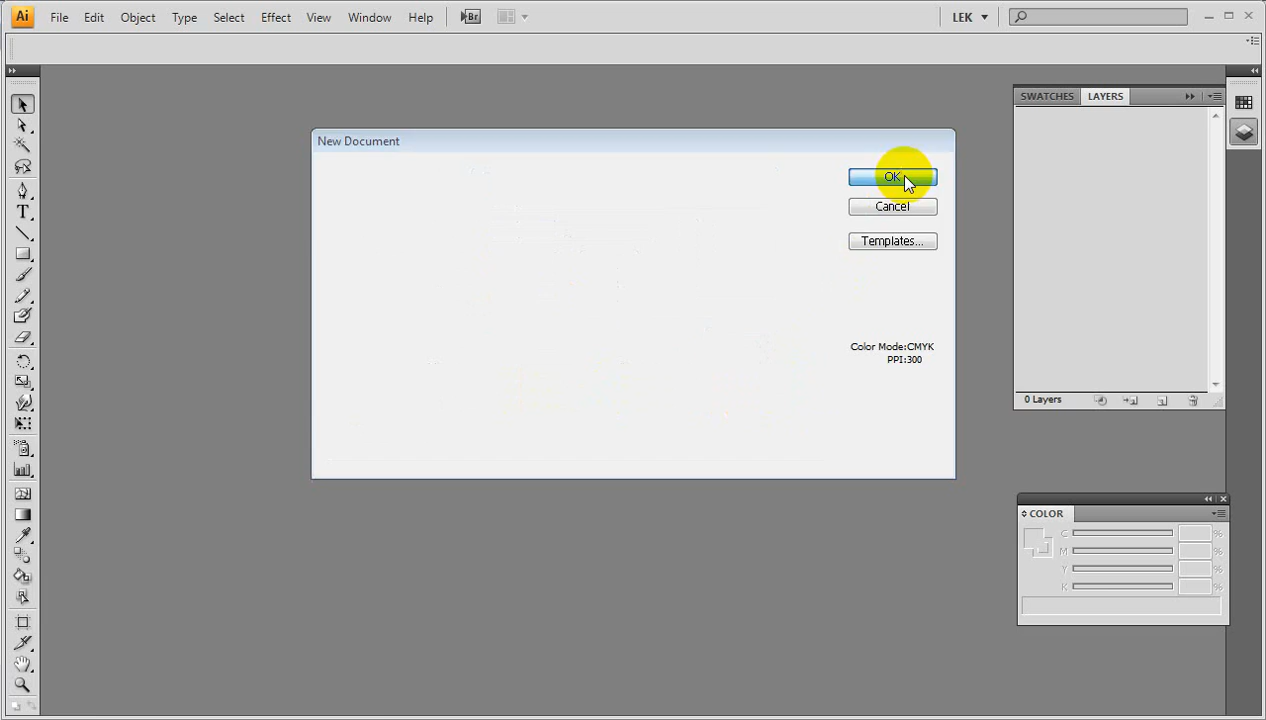 Ai File Edit Object Type Select Effect View Window Help Br LEK
SWATCHES LAYERS
New Document
OK
Cancel
Templates...
Color Mode:CMYK
PPI:300
0 Layers
COLOR
C %
M %
Y %
K %
T